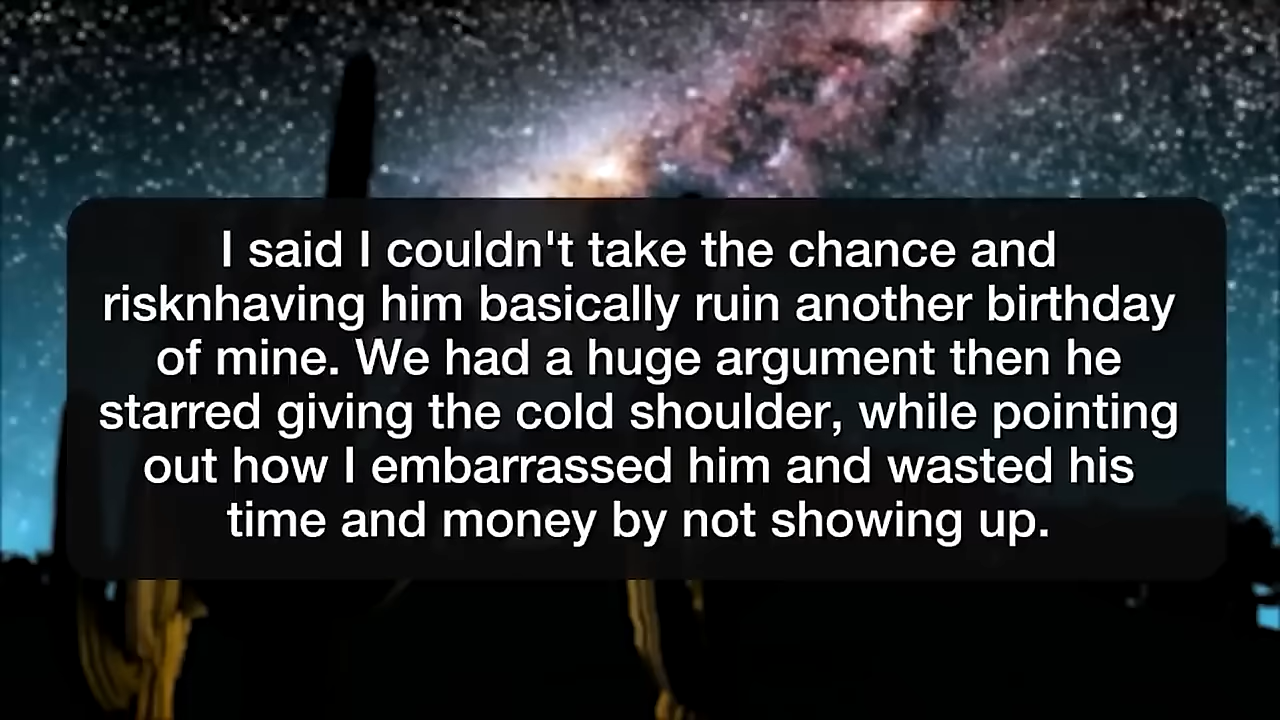 I said I couldn't take the chance and
risknhaving him basically ruin another birthday
of mine. We had a huge argument then he
starred giving the cold shoulder, while pointing
out how I embarrassed him and wasted his
time and money by not showing up.